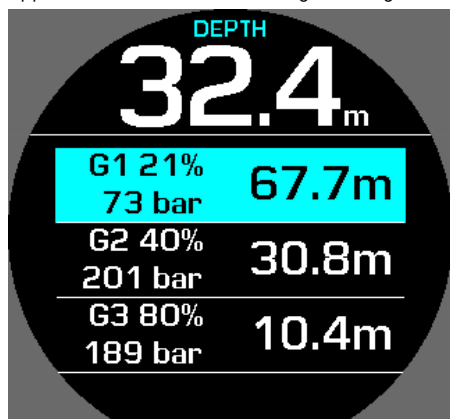 DEPTH
32.4m
G1 21%
73 bar
67.7m
G2 40%
201 bar
30.8m
G3 80%
189 bar
10.4m